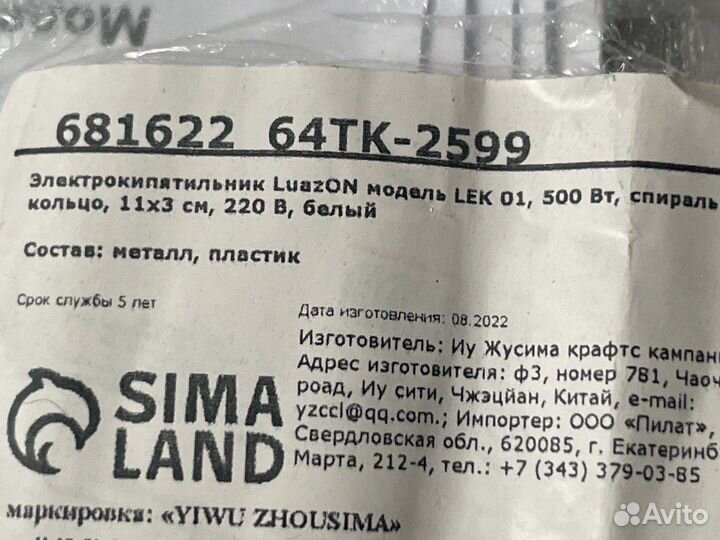 681622 64TK-2599
Электрокипятильник LuazON модель LEK 01, 500 Вт, спираль
кольцо, 11x3 см, 220 В, белый
Состав: металл, пластик
Срок службы 5 лет
Дата изготовления: 08.2022
Изготовитель: Иу Жусима крафтс кампани
Адрес изготовителя: ф3, номер 781, Чаоч
роад, Иу сити, Чжэцйан, Китай, e-mail:
yzccl@qq.com.; Импортер: ООО «Пилат»,
Свердловская обл., 620085, г. Екатеринб
Марта, 212-4, тел.: +7 (343) 379-03-85
SIMA
LAND
маркировка: «YIWU ZHOUSIMA»
Avito